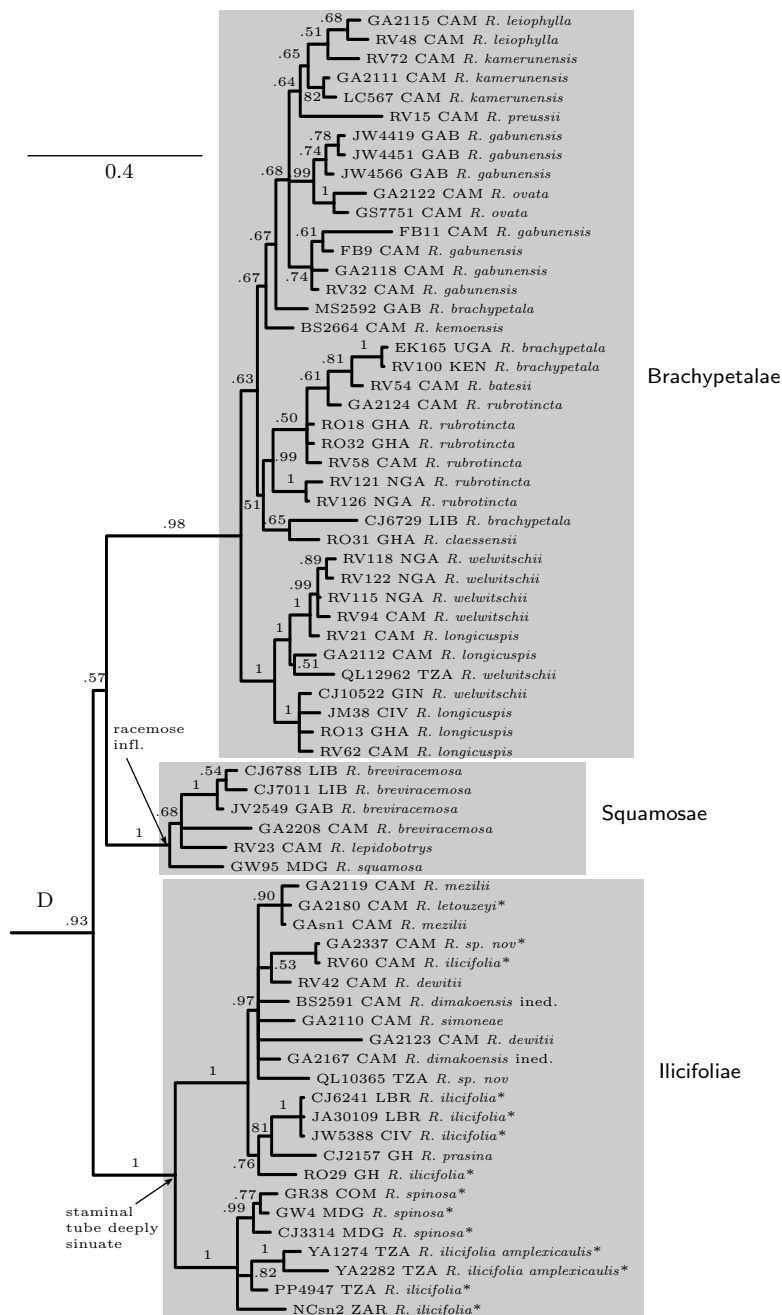 .68
GA2115 CAM R. leiophylla
.51
RV48 CAM R. leiophylla
.65
RV72 CAM R. kamerunensis
.64
GA2111 CAM R. kamerunensis
.82
LC567 CAM R. kamerunensis
RV15 CAM R. preussii
.78
JW4419 GAB R. gabunensis
0.4
.74
JW4451 GAB R. gabunensis
.68
.99
JW4566 GAB R. gabunensis
1
GA2122 CAM R. ovata
GS7751 CAM R. ovata
.67
.61
FB11 CAM R. gabunensis
FB9 CAM R. gabunensis
.67
.74
GA2118 CAM R. gabunensis
RV32 CAM R. gabunensis
MS2592 GAB R. brachypetala
BS2664 CAM R. kemoensis
1
EK165 UGA R. brachypetala
Brachypetalae
.81
RV100 KEN R. brachypetala
.63
.61
RV54 CAM R. batesii
GA2124 CAM R. rubrotincta
.50
RO18 GHA R. rubrotincta
RO32 GHA R. rubrotincta
.99
RV58 CAM R. rubrotincta
1
RV121 NGA R. rubrotincta
.51
RV126 NGA R. rubrotincta
.98
.65
CJ6729 LIB R. brachypetala
RO31 GHA R. claessensii
.89
RV118 NGA R. welwitschii
RV122 NGA R. welwitschii
.99
RV115 NGA R. welwitschii
RV94 CAM R. welwitschii
1
RV21 CAM R. longicuspis
1
GA2112 CAM R. longicuspis
.57
.51
QL12962 TZA R. welwitschii
CJ10522 GIN R. welwitschii
1
JM38 CIV R. longicuspis
racemose
infl.
RO13 GHA R. longicuspis
RV62 CAM R. longicuspis
.54
CJ6788 LIB R. breviracemosa
1
CJ7011 LIB R. breviracemosa
.68
JV2549 GAB R. breviracemosa
Squamosae
1
GA2208 CAM R. breviracemosa
RV23 CAM R. lepidobotrys
GW95 MDG R. squamosa
D
.93
.90
GA2119 CAM R. mezilii
GA2180 CAM R. letouzeyi*
GAsn1 CAM R. mezilii
GA2337 CAM R. sp. nov*
.53
RV60 CAM R. ilicifolia*
.97
RV42 CAM R. dewitii
BS2591 CAM R. dimakoensis ined.
GA2110 CAM R. simoneae
GA2123 CAM R. dewitii
1
GA2167 CAM R. dimakoensis ined.
Ilicifoliae
QL10365 TZA R. sp. nov
1
CJ6241 LBR R. ilicifolia*
.81
JA30109 LBR R. ilicifolia*
JW5388 CIV R. ilicifolia*
.76
CJ2157 GH R. prasina
1
RO29 GH R. ilicifolia*
staminal
tube deeply
sinuate
.77
GR38 COM R. spinosa*
.99
GW4 MDG R. spinosa*
CJ3314 MDG R. spinosa*
1
1
YA1274 TZA R. ilicifolia amplexicaulis*
.82
YA2282 TZA R. ilicifolia amplexicaulis*
PP4947 TZA R. ilicifolia*
NCsn2 ZAR R. ilicifolia*